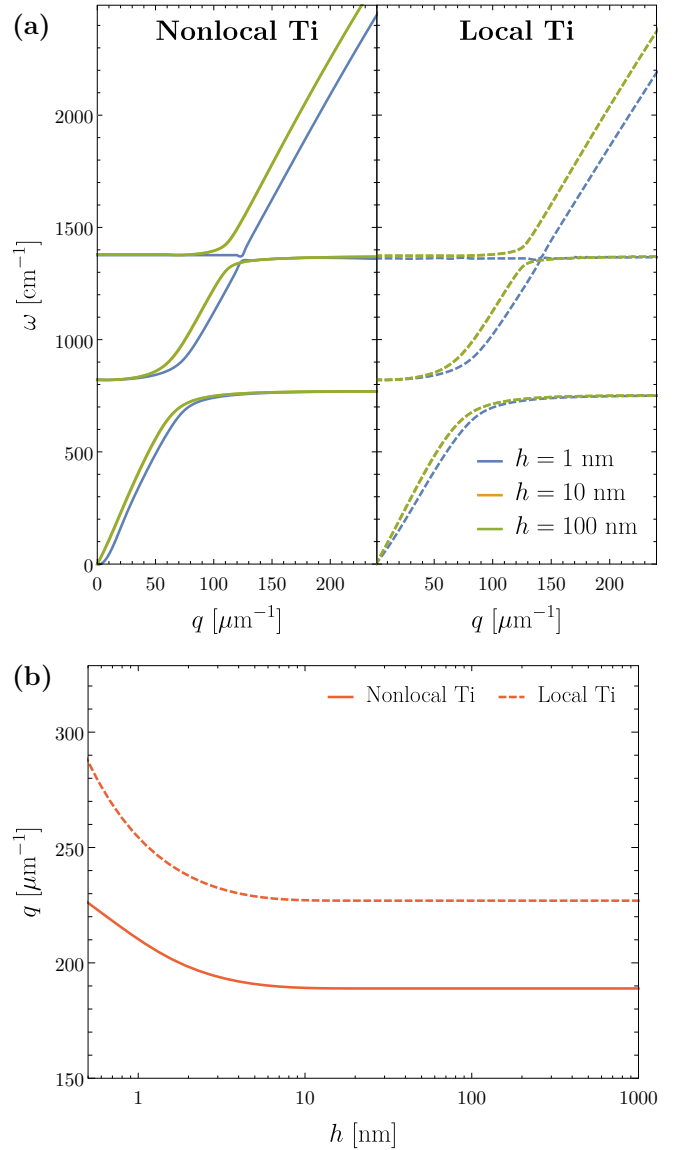 (a)
Nonlocal Ti
Local Ti
ω [cm⁻¹]
2000
1500
1000
500
0
h = 1 nm
h = 10 nm
h = 100 nm
0 50 100 150 200
50 100 150 200
q [μm⁻¹]
q [μm⁻¹]
(b)
Nonlocal Ti
Local Ti
q [μm⁻¹]
300
250
200
150
1 10 100 1000
h [nm]